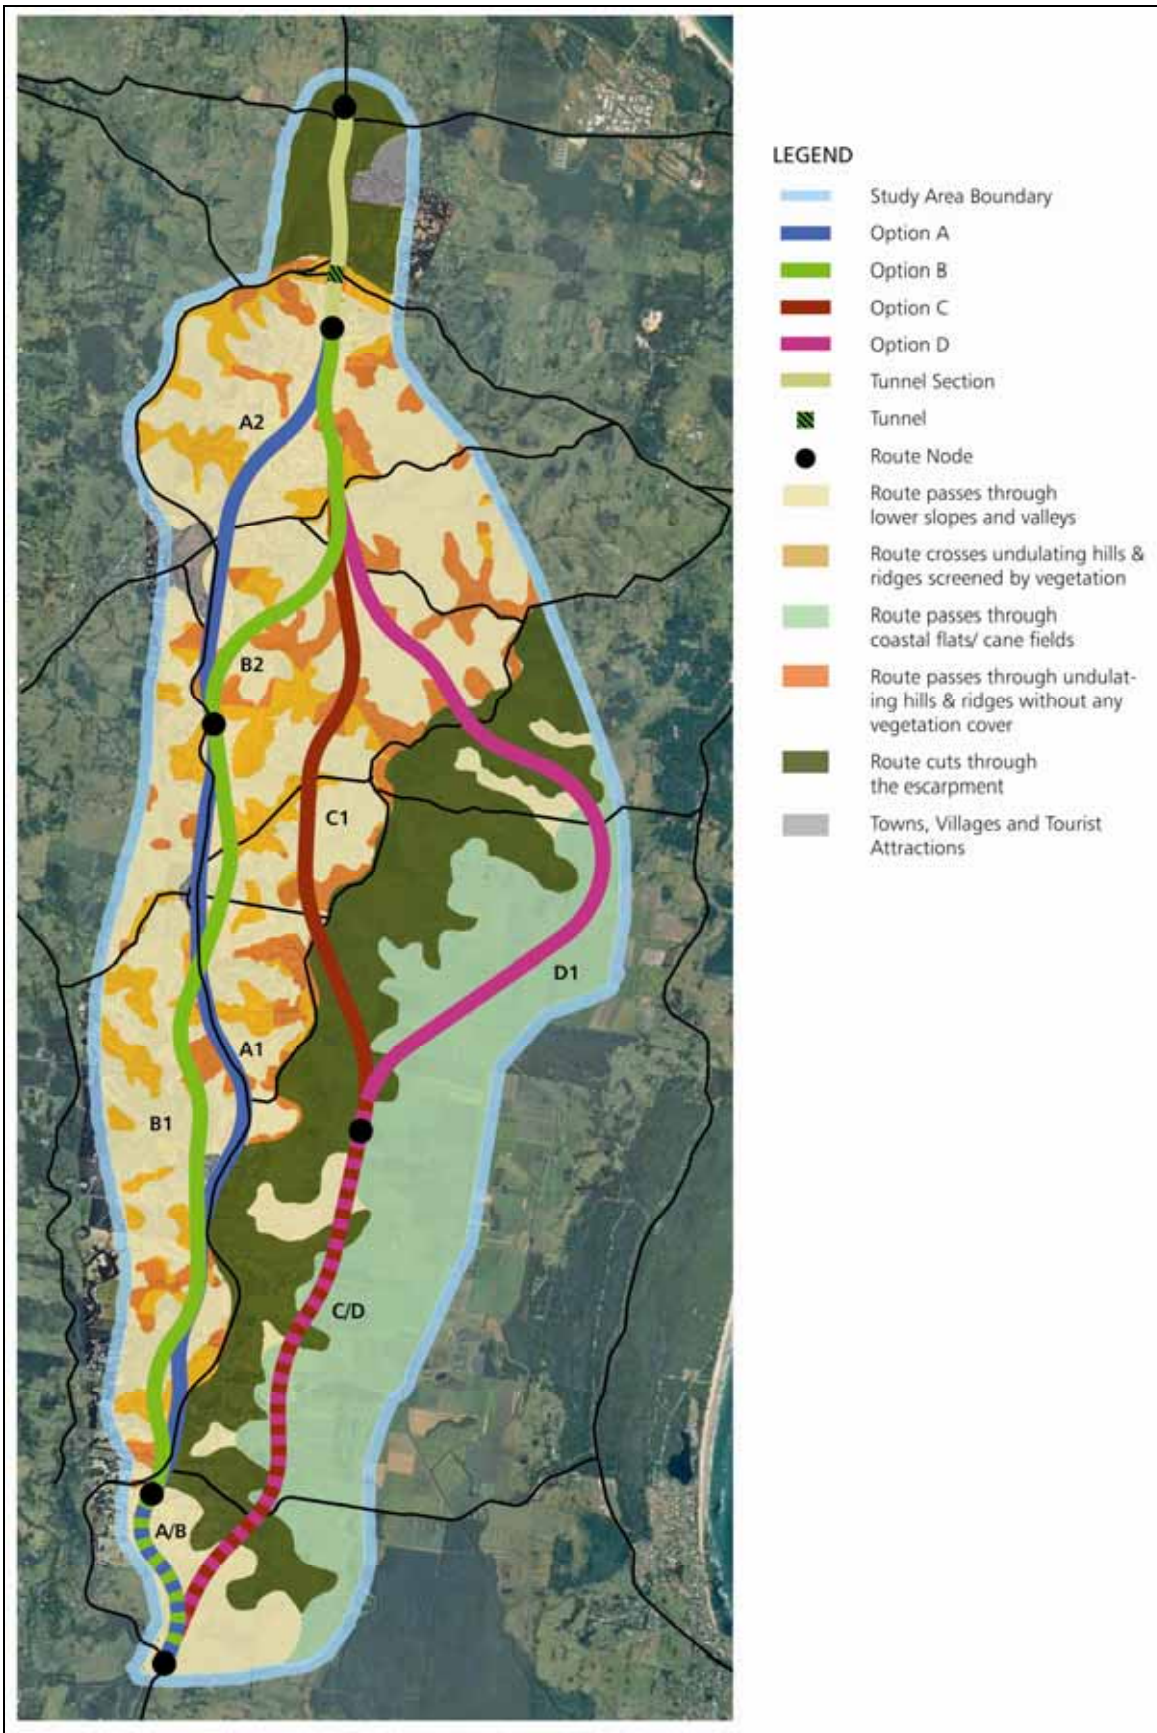 LEGEND
Study Area Boundary
Option A
Option B
Option C
Option D
Tunnel Section
Tunnel
Route Node
Route passes through
lower slopes and valleys
Route crosses undulating hills &
ridges screened by vegetation
Route passes through
coastal flats/ cane fields
Route passes through undulat-
ing hills & ridges without any
vegetation cover
Route cuts through
the escarpment
Towns, Villages and Tourist
Attractions
A2
B2
C1
D1
A1
B1
C/D
A/B